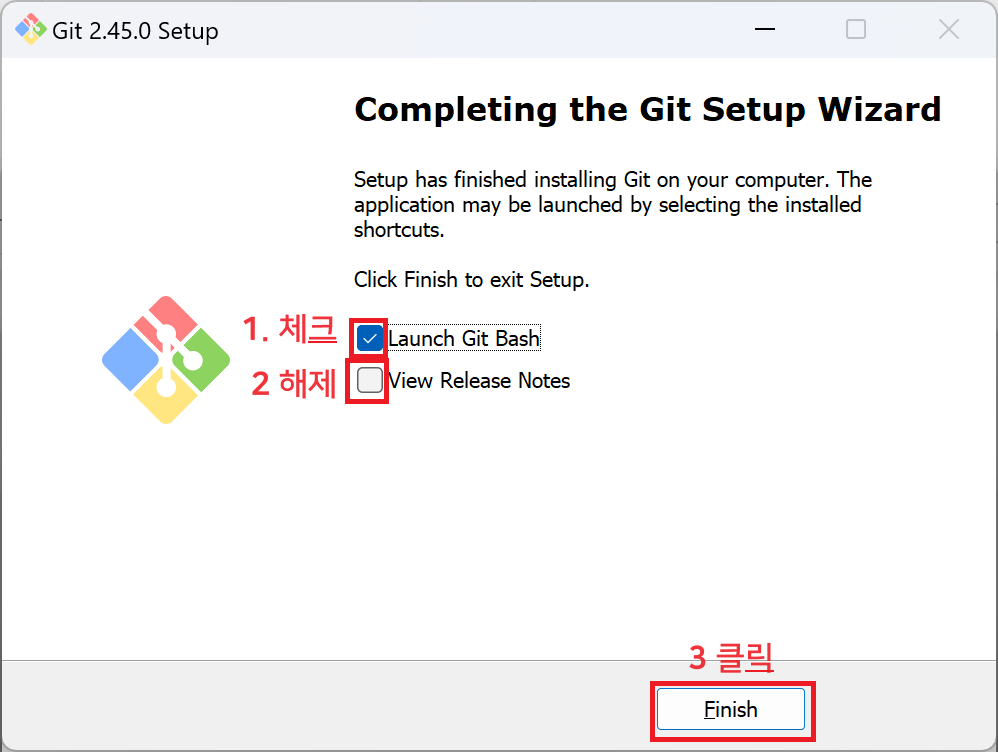 Git 2.45.0 Setup
Completing the Git Setup Wizard
Setup has finished installing Git on your computer. The
application may be launched by selecting the installed
shortcuts.
Click Finish to exit Setup.
1. 체크
Launch Git Bash
2 해제
View Release Notes
3 클릭
Finish